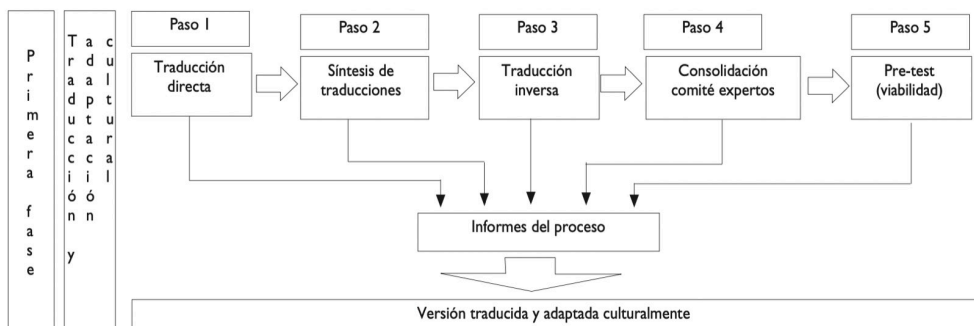 Primera fase
Traducción y
adaptación
cultural
Paso 1
Paso 2
Paso 3
Paso 4
Paso 5
Traducción
directa
Síntesis de
traducciones
Traducción
inversa
Consolidación
comité expertos
Pre-test
(viabilidad)
Informes del proceso
Versión traducida y adaptada culturalmente